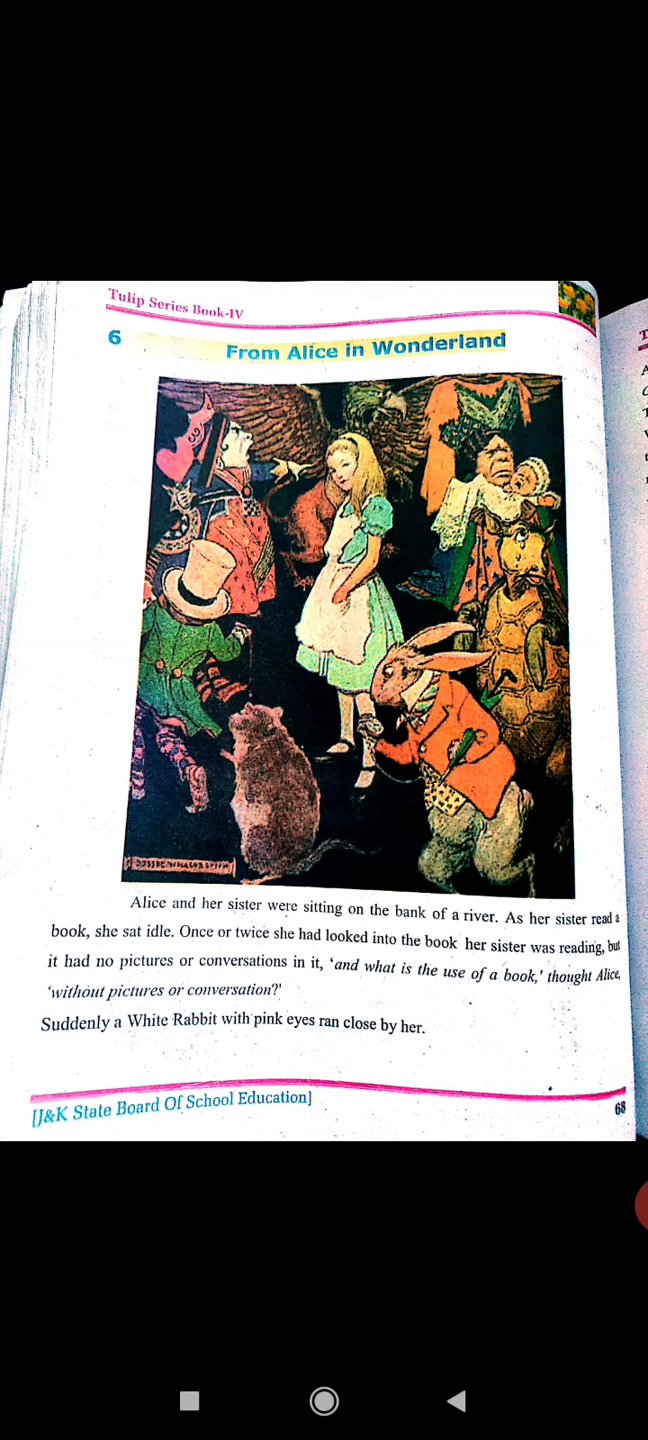 Tulip Series Book-IV
6
From Alice in Wonderland
Alice and her sister were sitting on the bank of a river. As her sister read a
book, she sat idle. Once or twice she had looked into the book her sister was reading, but
it had no pictures or conversations in it, ‘and what is the use of a book,’ thought Alice,
‘without pictures or conversation?'
Suddenly a White Rabbit with pink eyes ran close by her.
[J&K State Board Of School Education]
68